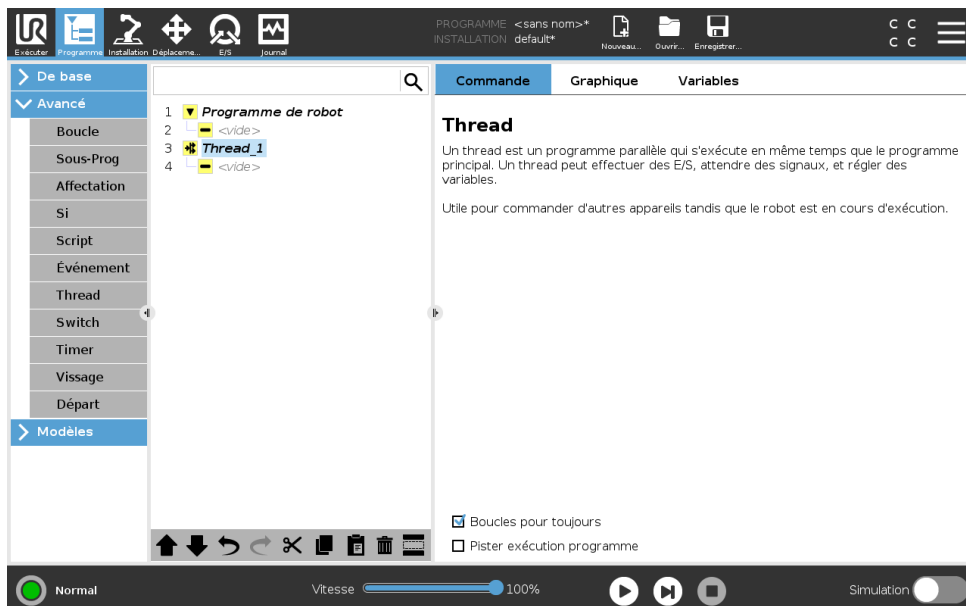 PROGRAMME <sans nom>*
INSTALLATION default*
C C
C C
Exécuter Programme Installation Déplaceme... E/S Journal Nouveau... Ouvrir... Enregistrer...
De base
Avancé
Boucle
Sous-Prog
Affectation
Si
Script
Événement
Thread
Switch
Timer
Vissage
Départ
Modèles
1 Programme de robot
2 <vide>
3 Thread_1
4 <vide>
Commande Graphique Variables
Thread
Un thread est un programme parallèle qui s'exécute en même temps que le programme
principal. Un thread peut effectuer des E/S, attendre des signaux, et régler des
variables.
Utile pour commander d'autres appareils tandis que le robot est en cours d'exécution.
Boucles pour toujours
Pister exécution programme
Normal Vitesse 100% Simulation